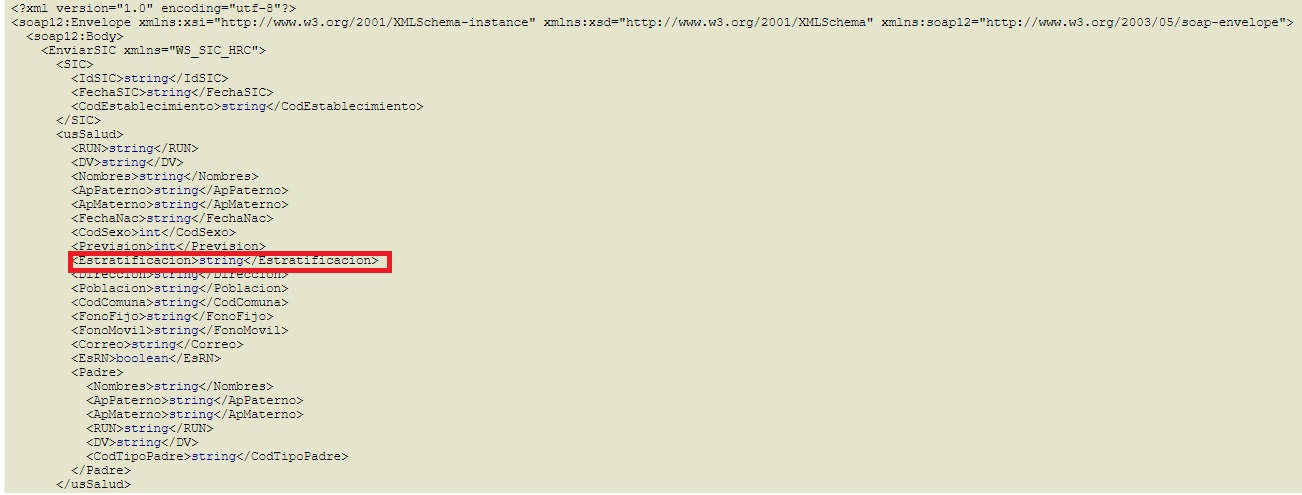 <?xml version="1.0" encoding="utf-8"?>
<soap12:Envelope xmlns:xsi="http://www.w3.org/2001/XMLSchema-instance" xmlns:xsd="http://www.w3.org/2001/XMLSchema" xmlns:soap12="http://www.w3.org/2003/05/soap-envelope">
<soap12:Body>
<EnviarSIC xmlns="WS_SIC_HRC">
<SIC>
<IdSIC>string</IdSIC>
<FechaSIC>string</FechaSIC>
<CodEstablecimiento>string</CodEstablecimiento>
</SIC>
<usSalud>
<RUN>string</RUN>
<DV>string</DV>
<Nombres>string</Nombres>
<ApPaterno>string</ApPaterno>
<ApMaterno>string</ApMaterno>
<FechaNac>string</FechaNac>
<CodSexo>int</CodSexo>
<Prevision>int</Prevision>
<Estratificacion>string</Estratificacion>
<Direccion>string</Direccion>
<Poblacion>string</Poblacion>
<CodComuna>string</CodComuna>
<FonoFijo>string</FonoFijo>
<FonoMovil>string</FonoMovil>
<Correo>string</Correo>
<EsRN>boolean</EsRN>
<Padre>
<Nombres>string</Nombres>
<ApPaterno>string</ApPaterno>
<ApMaterno>string</ApMaterno>
<RUN>string</RUN>
<DV>string</DV>
<CodTipoPadre>string</CodTipoPadre>
</Padre>
</usSalud>